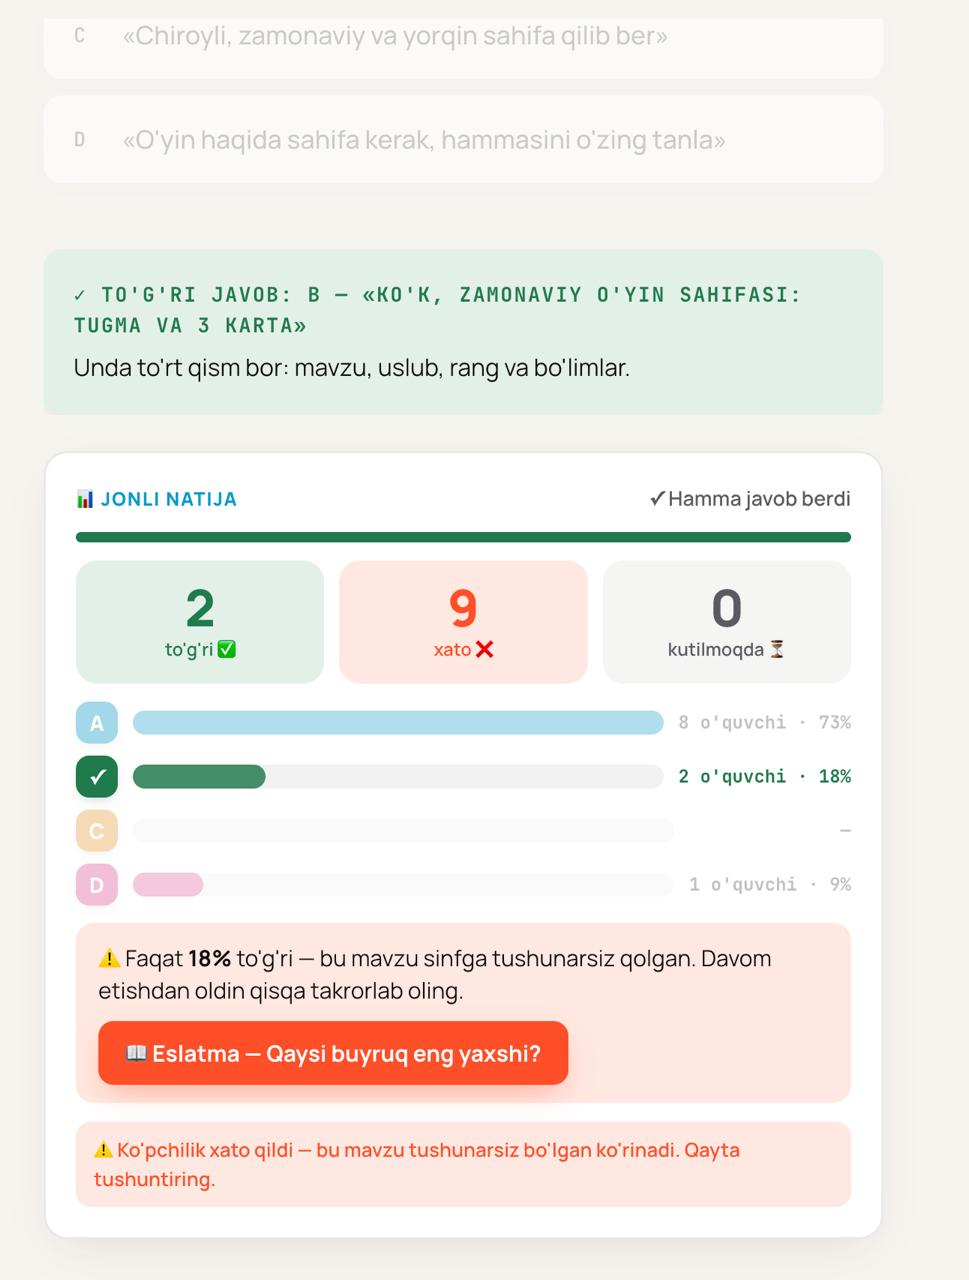 C «Chiroyli, zamonaviy va yorqin sahifa qilib ber»
D «O'yin haqida sahifa kerak, hammasini o'zing tanla»
✓ TO'G'RI JAVOB: B — «KO'K, ZAMONAVIY O'YIN SAHIFASI:
TUGMA VA 3 KARTA»
Unda to'rt qism bor: mavzu, uslub, rang va bo'limlar.
📊 JONLI NATIJA ✓Hamma javob berdi
2 9 0
to'g'ri ✅ xato ❌ kutilmoqda ⏳
A 8 o'quvchi · 73%
✓ 2 o'quvchi · 18%
C —
D 1 o'quvchi · 9%
⚠️ Faqat 18% to'g'ri — bu mavzu sinfga tushunarsiz qolgan. Davom
etishdan oldin qisqa takrorlab oling.
📖 Eslatma — Qaysi buyruq eng yaxshi?
⚠️ Ko'pchilik xato qildi — bu mavzu tushunarsiz bo'lgan ko'rinadi. Qayta
tushuntiring.